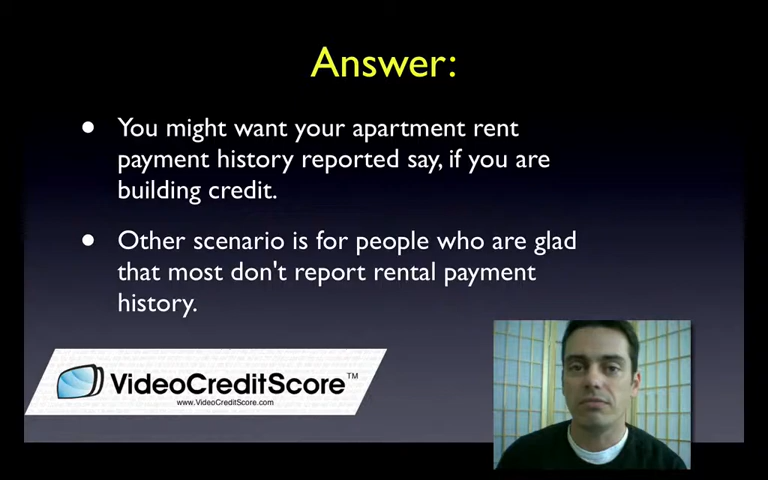 Answer:
• You might want your apartment rent
payment history reported say, if you are
building credit.
• Other scenario is for people who are glad
that most don't report rental payment
history.
VideoCreditScore™
www.VideoCreditScore.com